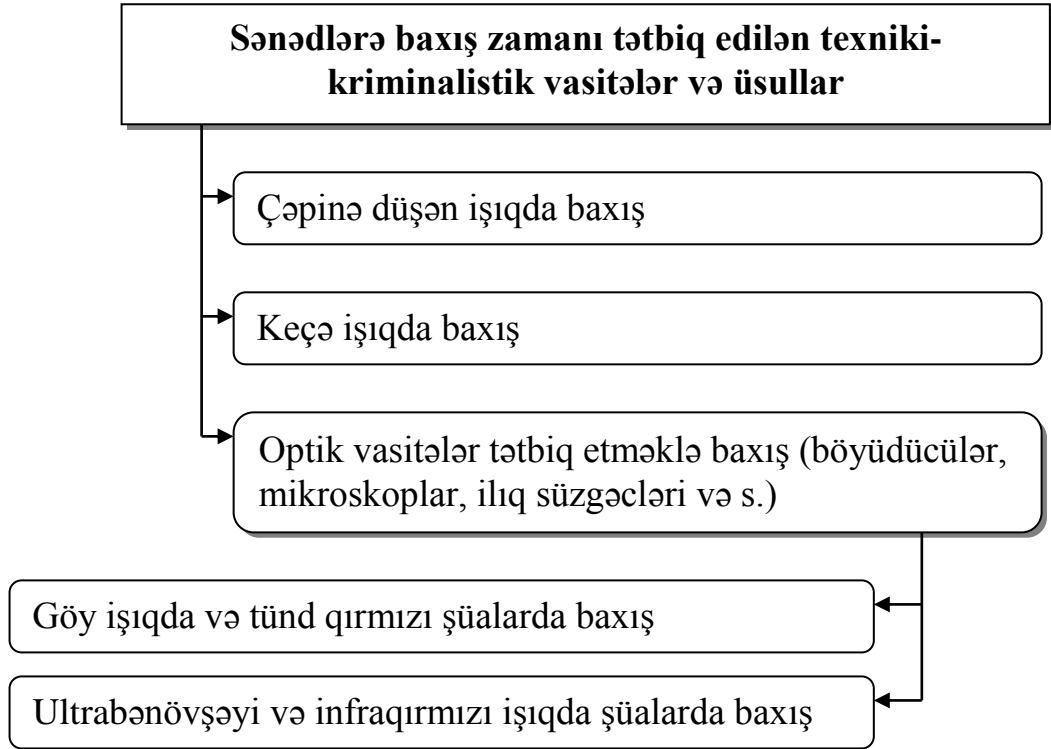 Sənədlərə baxış zamanı tətbiq edilən texniki-
kriminalistik vasitələr və üsullar
Çəpinə düşən işıqda baxış
Keçə işıqda baxış
Optik vasitələr tətbiq etməklə baxış (böyüdücülər,
mikroskoplar, ilıq süzgəcləri və s.)
Göy işıqda və tünd qırmızı şüalarda baxış
Ultrabənövşəyi və infraqırmızı işıqda şüalarda baxış